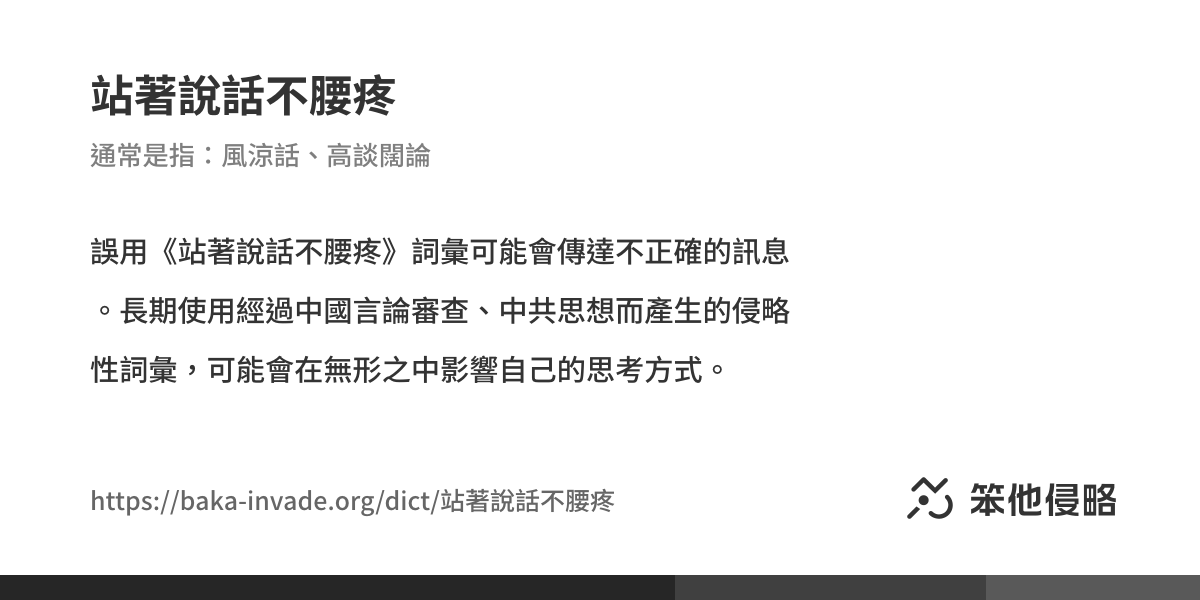 站著說話不腰疼
通常是指：風涼話、高談闊論
誤用《站著說話不腰疼》詞彙可能會傳達不正確的訊息
。長期使用經過中國言論審查、中共思想而產生的侵略
性詞彙，可能會在無形之中影響自己的思考方式。
https://baka-invade.org/dict/站著說話不腰疼
笨他侵略